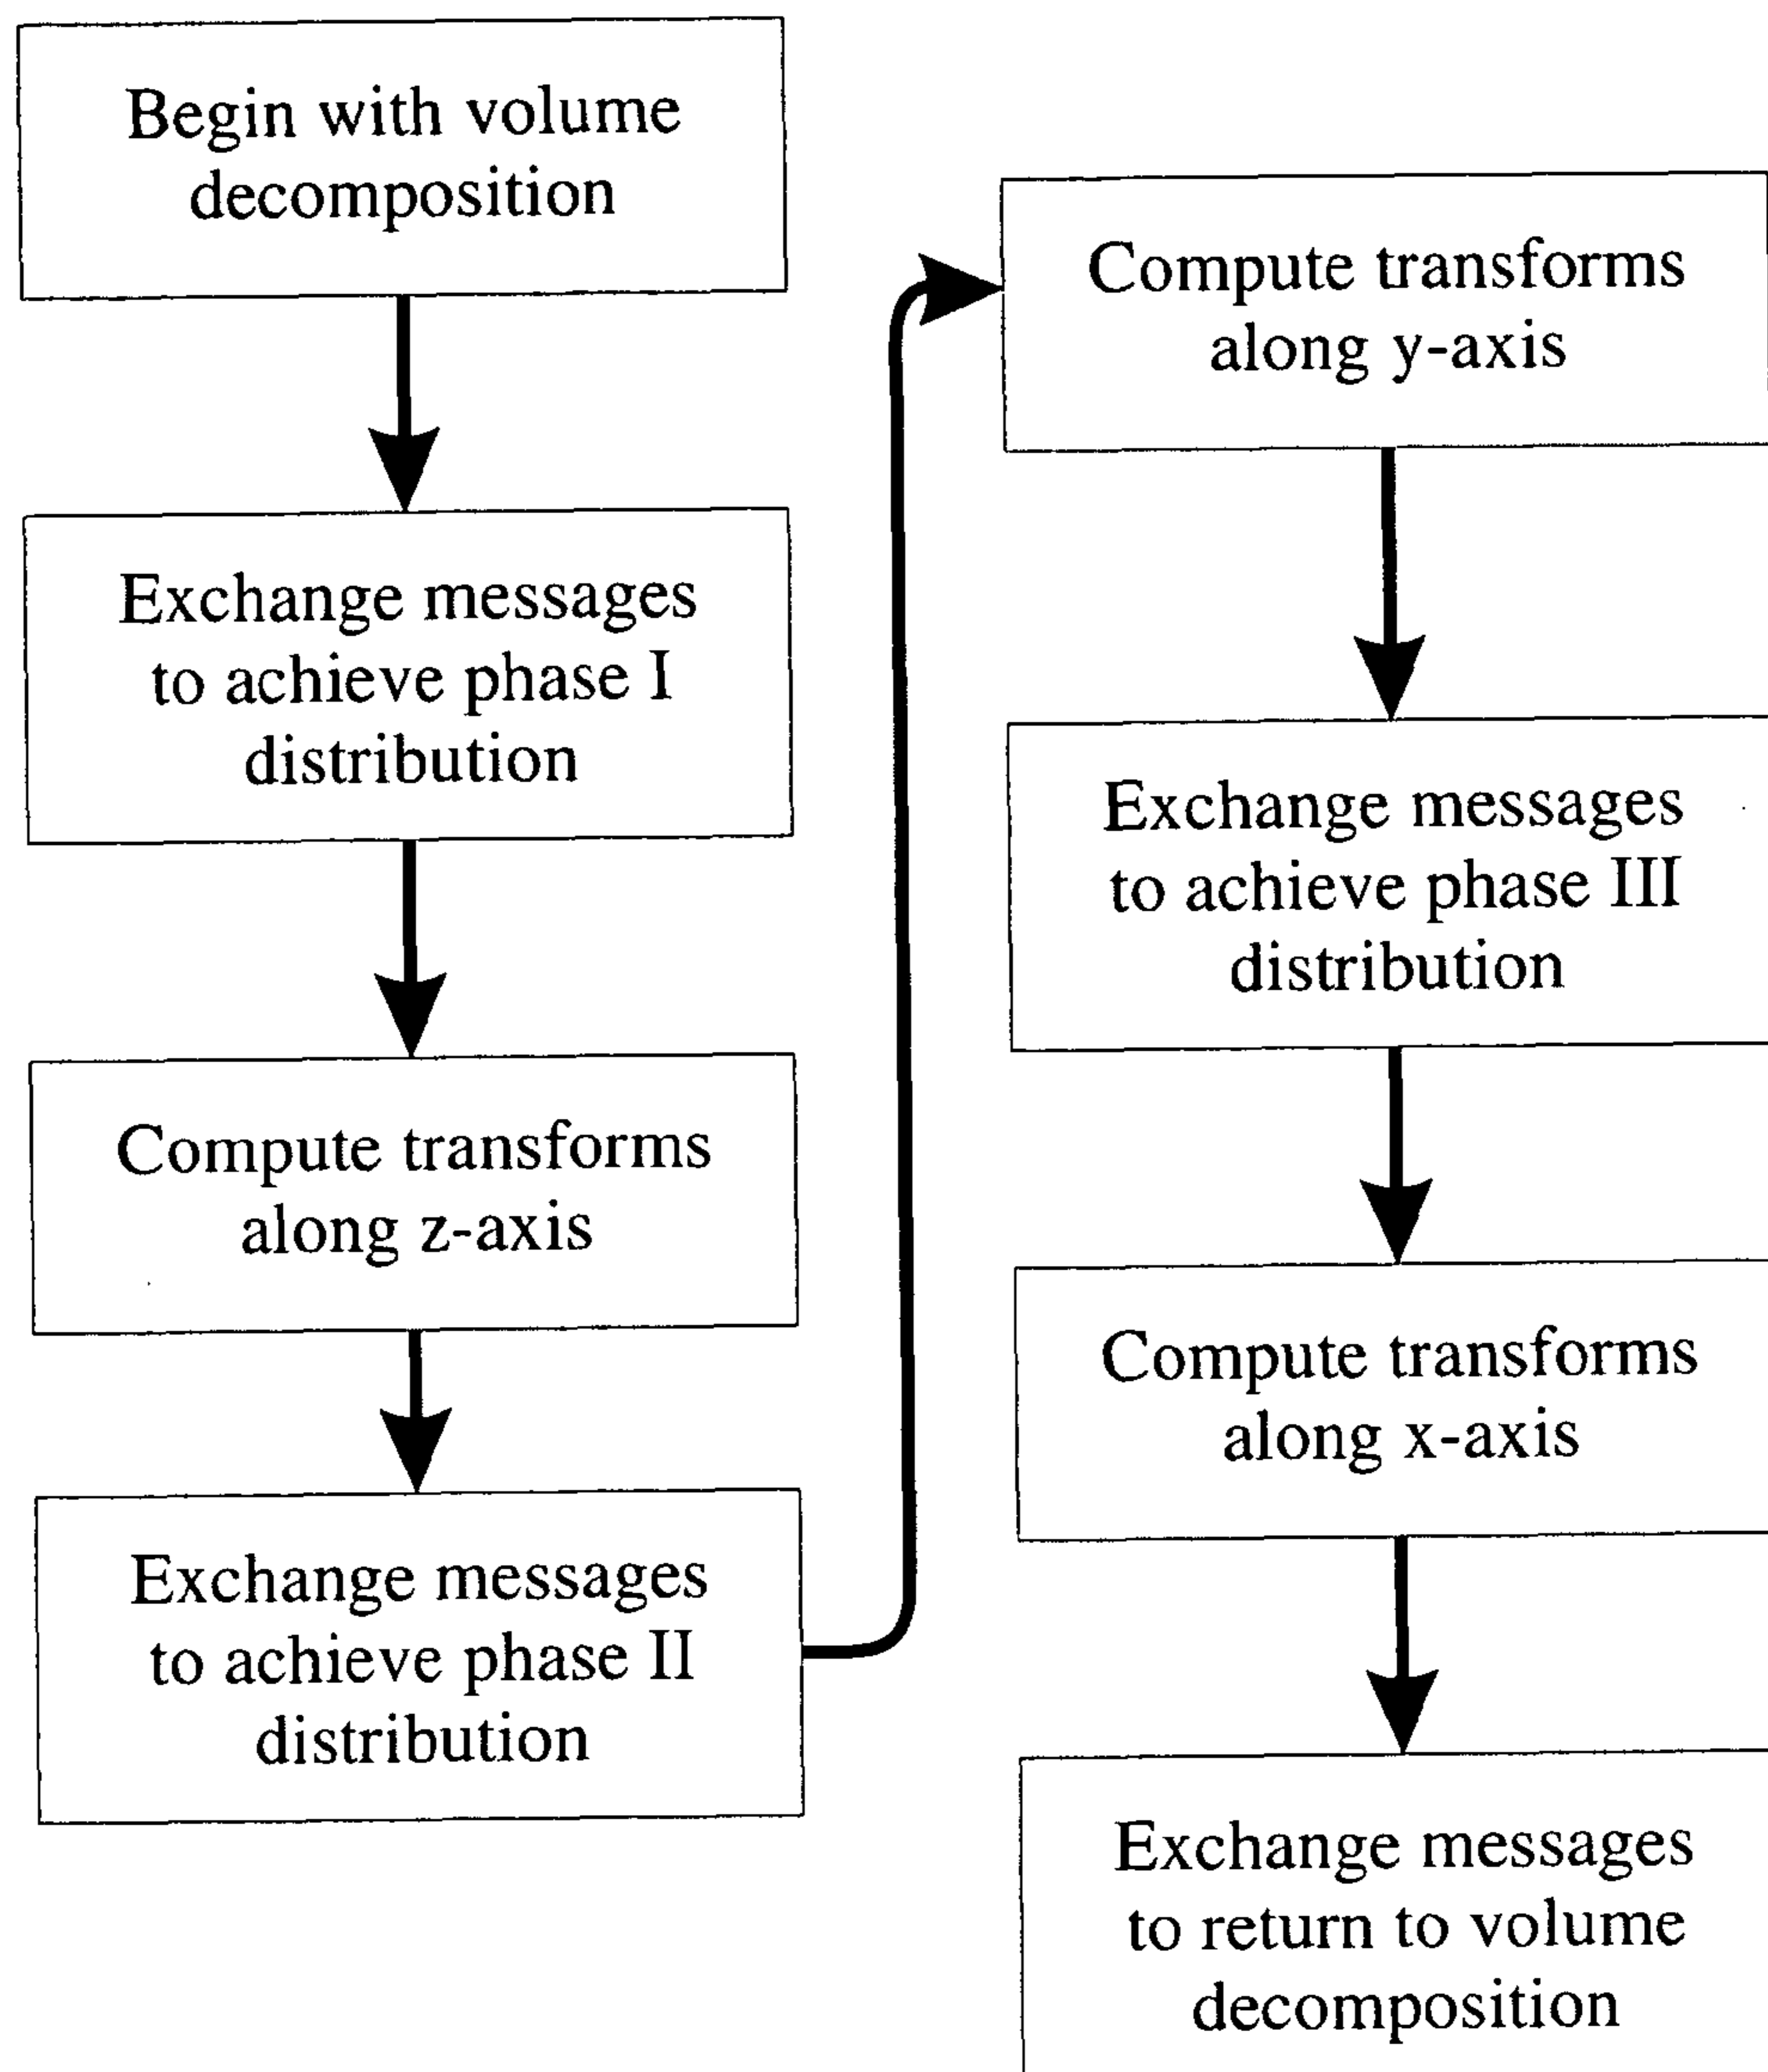 Begin with volume
decomposition
Exchange messages
to achieve phase I
distribution
Compute transforms
along z-axis
Exchange messages
to achieve phase II
distribution
Compute transforms
along y-axis
Exchange messages
to achieve phase III
distribution
Compute transforms
along x-axis
Exchange messages
to return to volume
decomposition